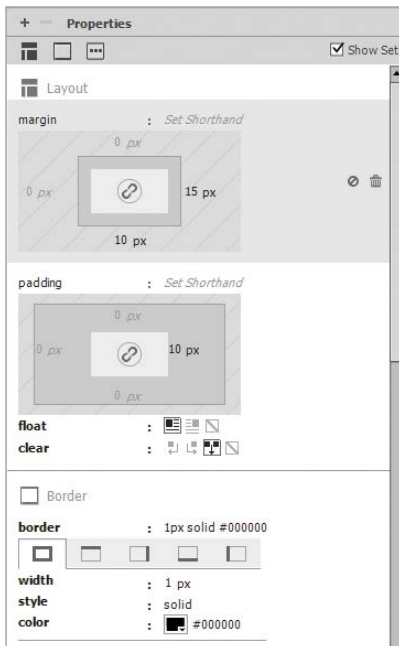 + − Properties
Show Set
Layout
margin : Set Shorthand
0 px
0 px 15 px
10 px
padding : Set Shorthand
0 px
0 px 10 px
0 px
float :
clear :
Border
border : 1px solid #000000
width : 1 px
style : solid
color : #000000